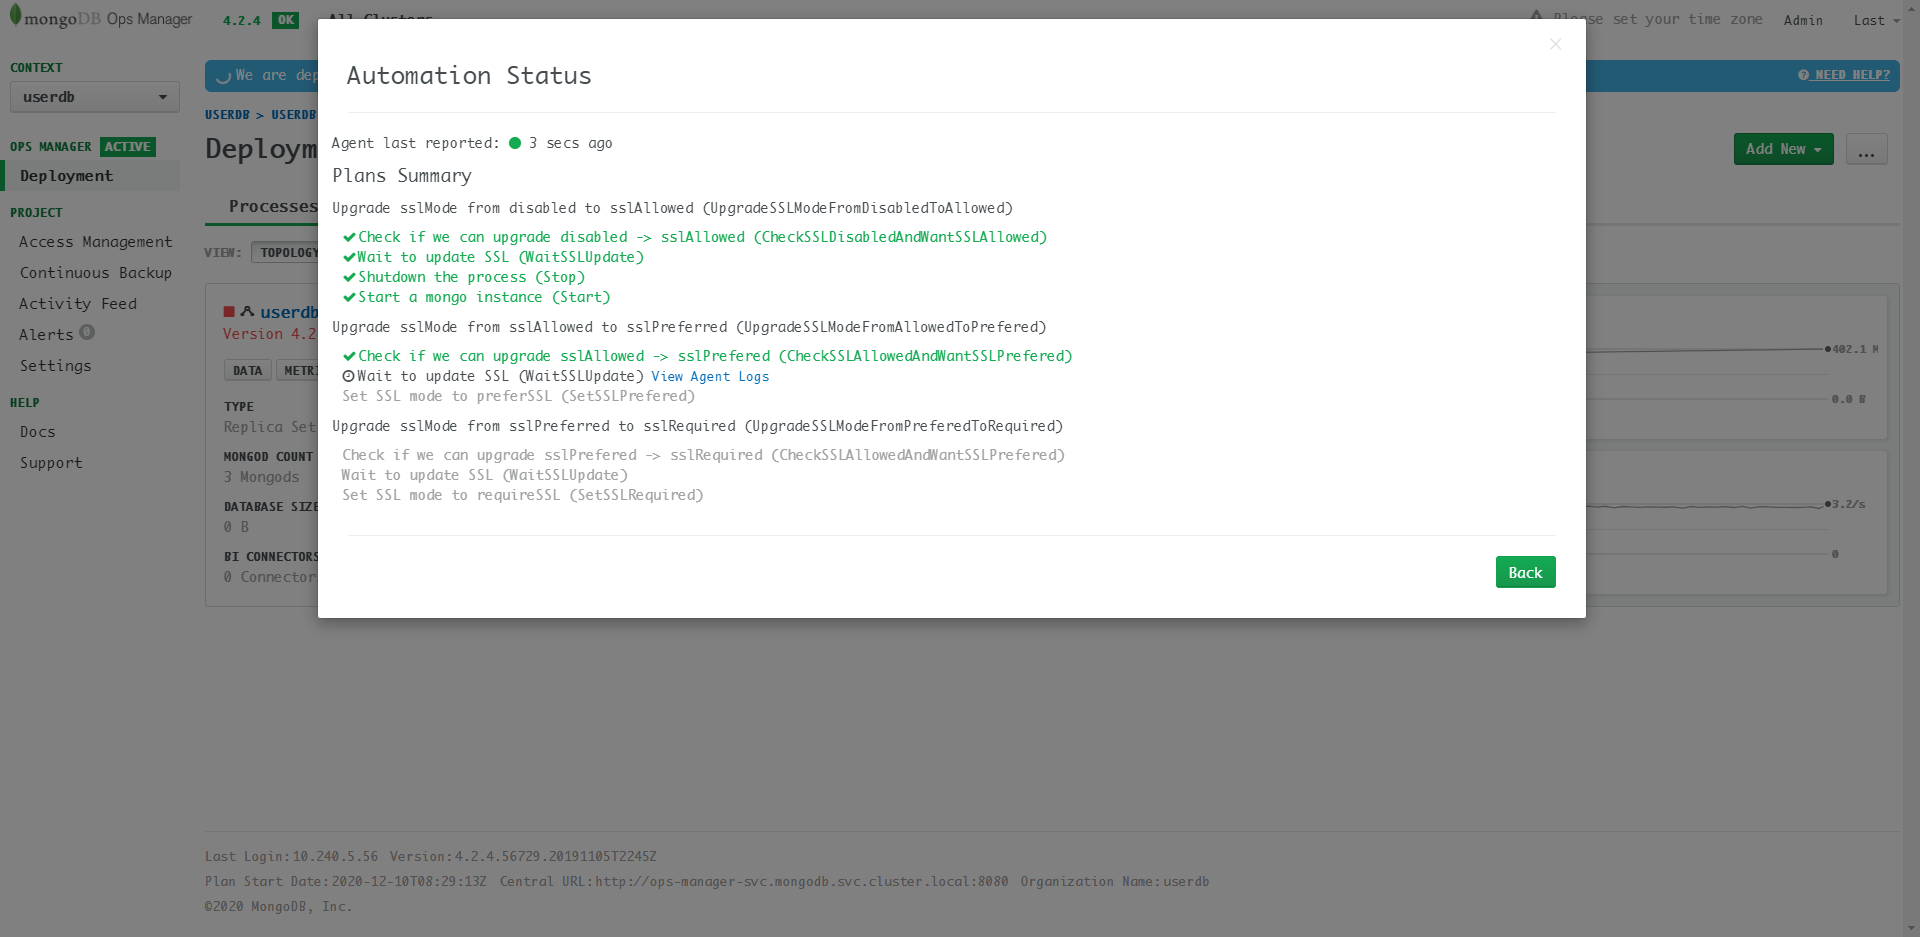 mongoDB Ops Manager
4.2.4 OK
All Clusters
Please set your time zone
Admin
Last
CONTEXT
userdb
We are dep
NEED HELP?
USERDB > USERDB
OPS MANAGER ACTIVE
Deploym
Add New
...
Deployment
PROJECT
Processes
Access Management
VIEW: TOPOLOGY
Continuous Backup
Activity Feed
userdb
Alerts 0
Version 4.2
Settings
DATA
METRI
HELP
TYPE
Docs
Replica Set
MONGOD COUNT
Support
3 Mongods
DATABASE SIZE
0 B
BI CONNECTORS
0 Connector
402.1 M
0.0 B
3.2/s
0
×
Automation Status
Agent last reported: 3 secs ago
Plans Summary
Upgrade sslMode from disabled to sslAllowed (UpgradeSSLModeFromDisabledToAllowed)
Check if we can upgrade disabled -> sslAllowed (CheckSSLDisabledAndWantSSLAllowed)
Wait to update SSL (WaitSSLUpdate)
Shutdown the process (Stop)
Start a mongo instance (Start)
Upgrade sslMode from sslAllowed to sslPreferred (UpgradeSSLModeFromAllowedToPrefered)
Check if we can upgrade sslAllowed -> sslPrefered (CheckSSLAllowedAndWantSSLPrefered)
Wait to update SSL (WaitSSLUpdate) View Agent Logs
Set SSL mode to preferSSL (SetSSLPrefered)
Upgrade sslMode from sslPreferred to sslRequired (UpgradeSSLModeFromPreferedToRequired)
Check if we can upgrade sslPrefered -> sslRequired (CheckSSLAllowedAndWantSSLPrefered)
Wait to update SSL (WaitSSLUpdate)
Set SSL mode to requireSSL (SetSSLRequired)
Back
Last Login: 10.240.5.56 Version: 4.2.4.56729.20191105T2245Z
Plan Start Date: 2020-12-10T08:29:13Z Central URL: http://ops-manager-svc.mongodb.svc.cluster.local:8080 Organization Name: userdb
©2020 MongoDB, Inc.